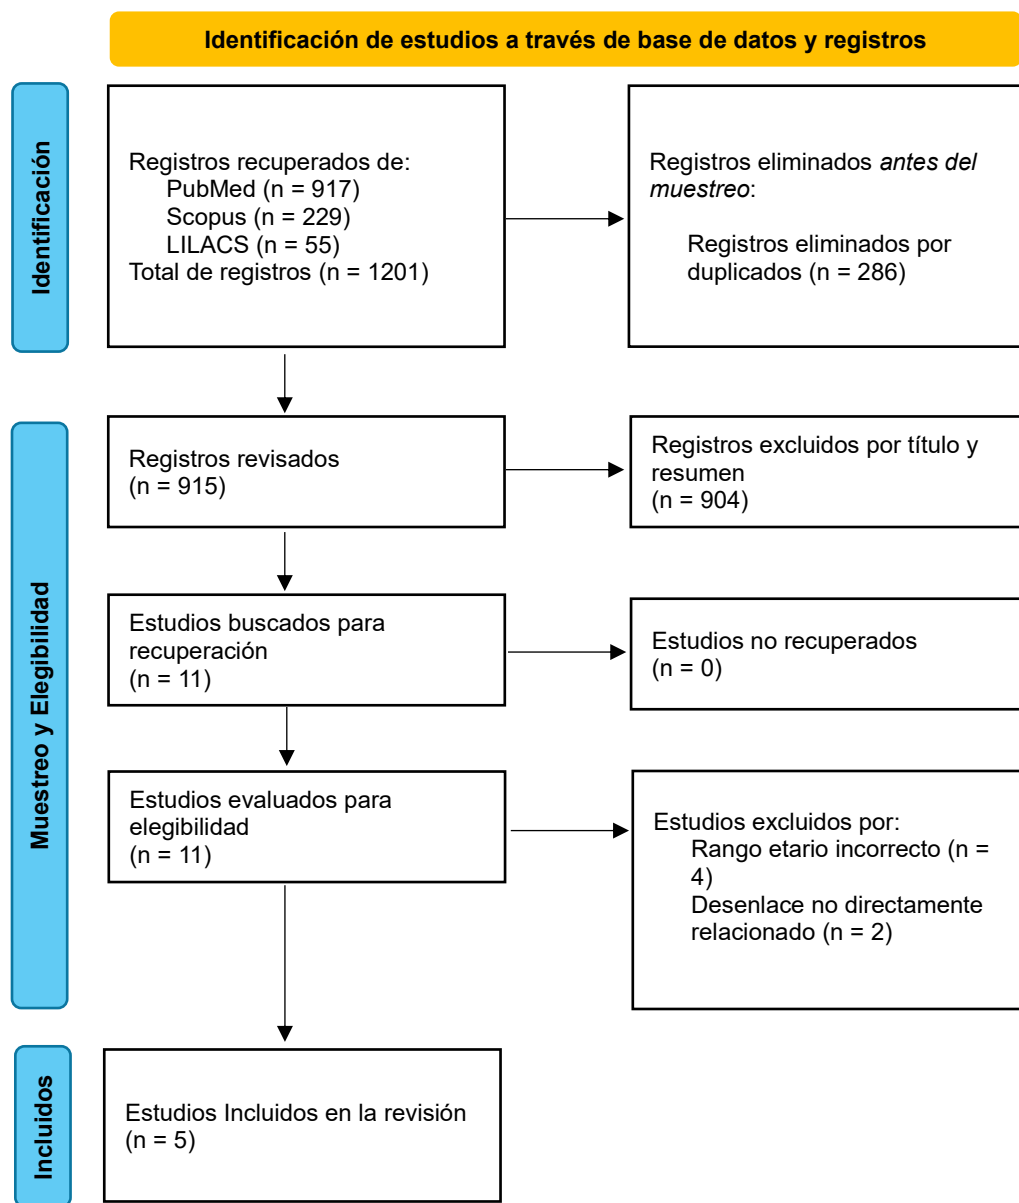 Identificación de estudios a través de base de datos y registros
Identificación
Registros recuperados de:
PubMed (n = 917)
Scopus (n = 229)
LILACS (n = 55)
Total de registros (n = 1201)
Registros eliminados antes del
muestreo:
Registros eliminados por
duplicados (n = 286)
Muestreo y Elegibilidad
Registros revisados
(n = 915)
Registros excluidos por título y
resumen
(n = 904)
Estudios buscados para
recuperación
(n = 11)
Estudios no recuperados
(n = 0)
Estudios evaluados para
elegibilidad
(n = 11)
Estudios excluidos por:
Rango etario incorrecto (n =
4)
Desenlace no directamente
relacionado (n = 2)
Incluidos
Estudios Incluidos en la revisión
(n = 5)